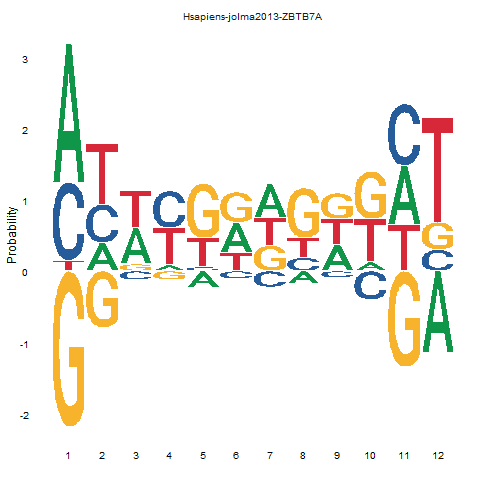 Hsapiens-jolma2013-ZBTB7A
Probability
3
2
1
0
-1
-2
A C T G
T C A G
T A G C
C T A G
G T C A
G A T C
A T G C
G T C A
G T A C
G T A C
C A T G
T G C A
1 2 3 4 5 6 7 8 9 10 11 12